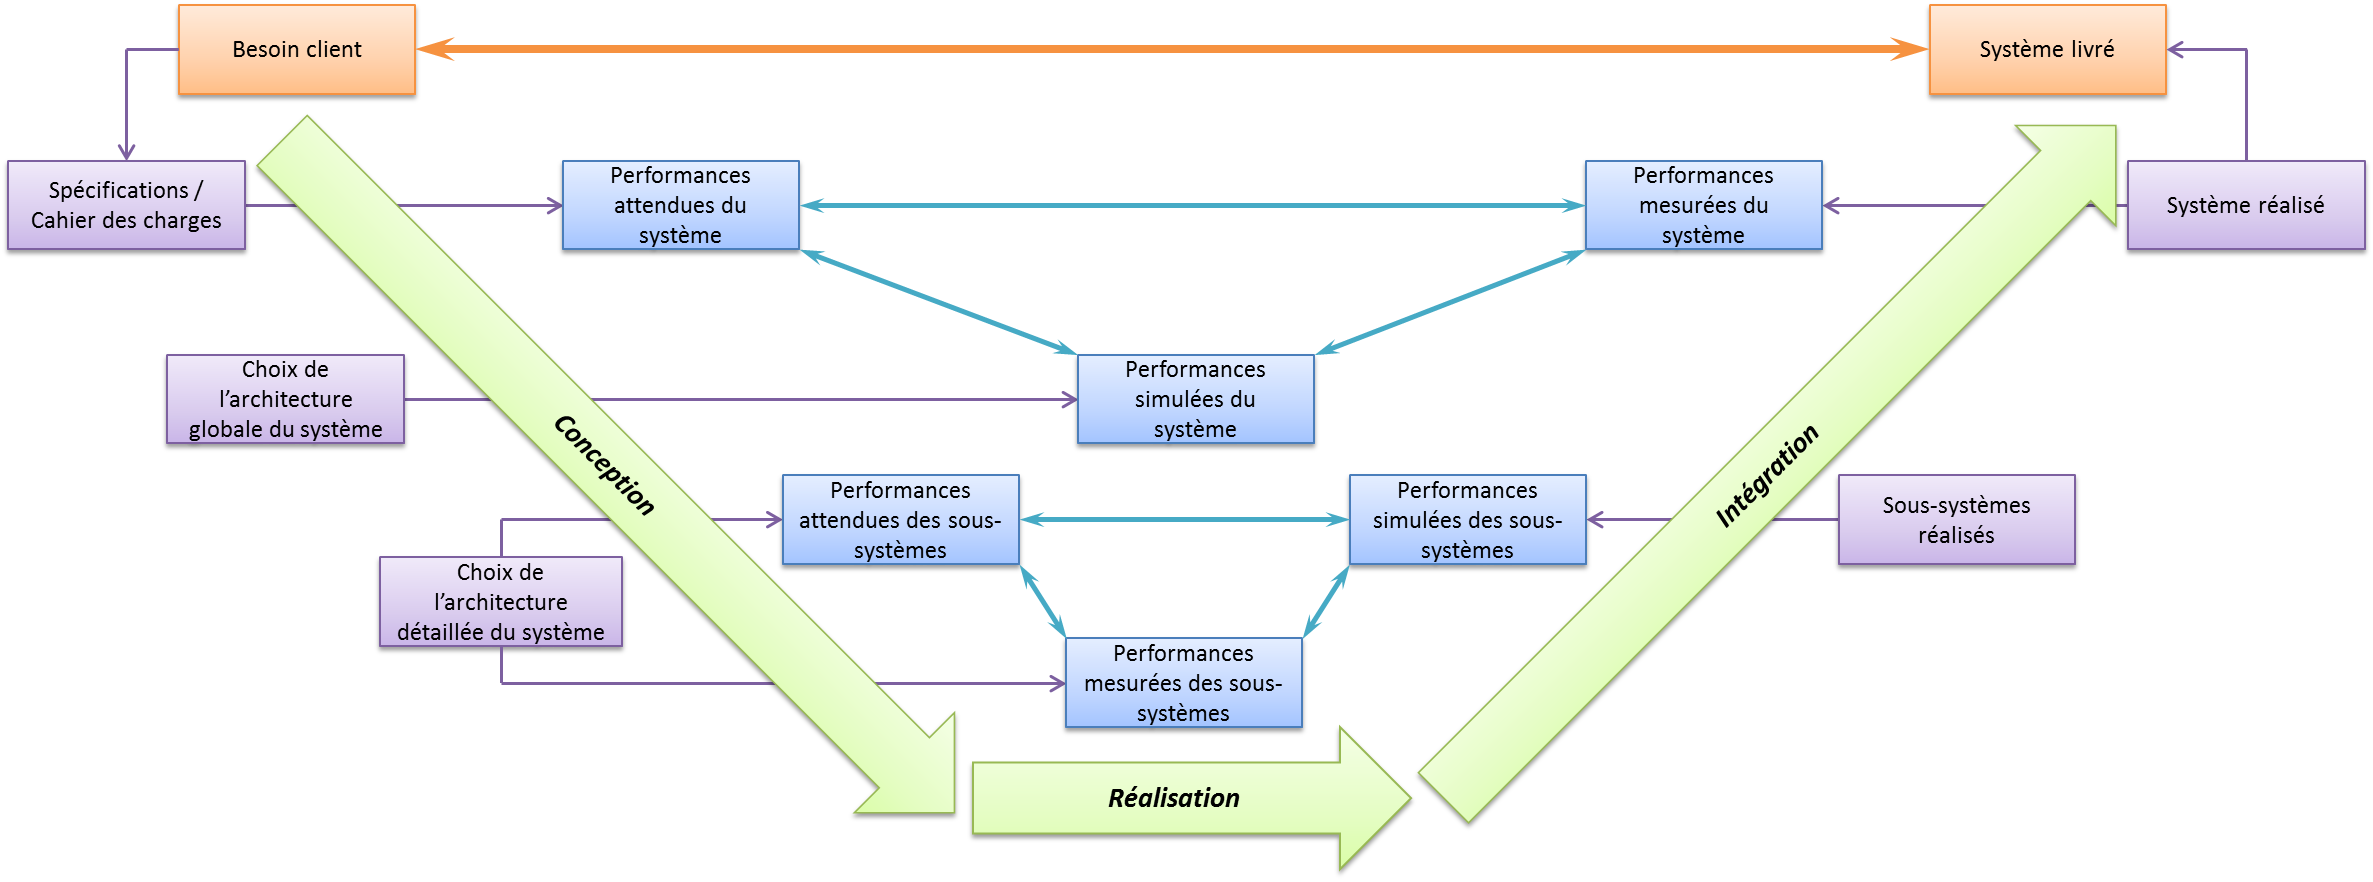 Besoin client
Système livré
Spécifications /
Cahier des charges
Performances
attendues du
système
Performances
mesurées du
système
Système réalisé
Choix de
l’architecture
globale du système
Performances
simulées du
système
Conception
Intégration
Performances
attendues des sous-
systèmes
Performances
simulées des sous-
systèmes
Sous-systèmes
réalisés
Choix de
l’architecture
détaillée du système
Performances
mesurées des sous-
systèmes
Réalisation